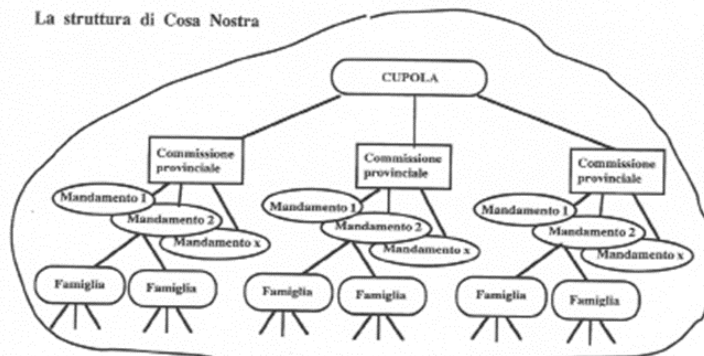 La struttura di Cosa Nostra
CUPOLA
Commissione
provinciale
Commissione
provinciale
Commissione
provinciale
Mandamento 1
Mandamento 2
Mandamento x
Mandamento 1
Mandamento 2
Mandamento x
Mandamento 1
Mandamento 2
Mandamento x
Famiglia
Famiglia
Famiglia
Famiglia
Famiglia
Famiglia